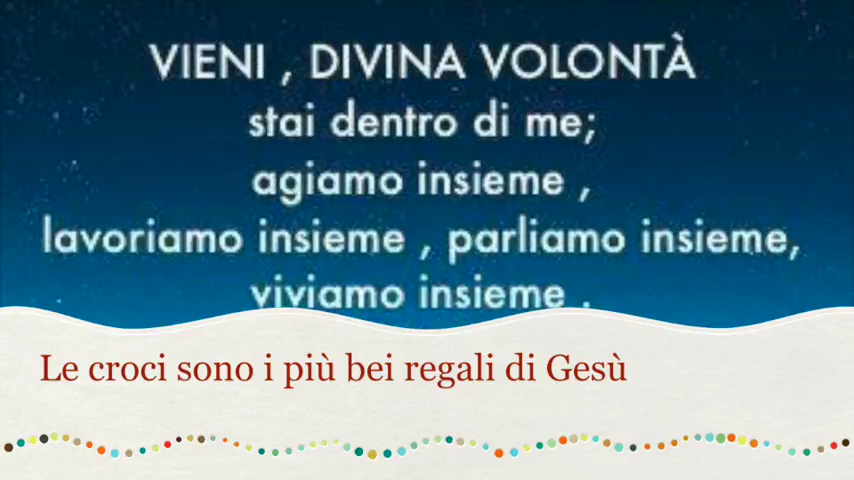 VIENI , DIVINA VOLONTÀ
stai dentro di me;
agiamo insieme ,
lavoriamo insieme , parliamo insieme,
viviamo insieme .
Le croci sono i più bei regali di Gesù